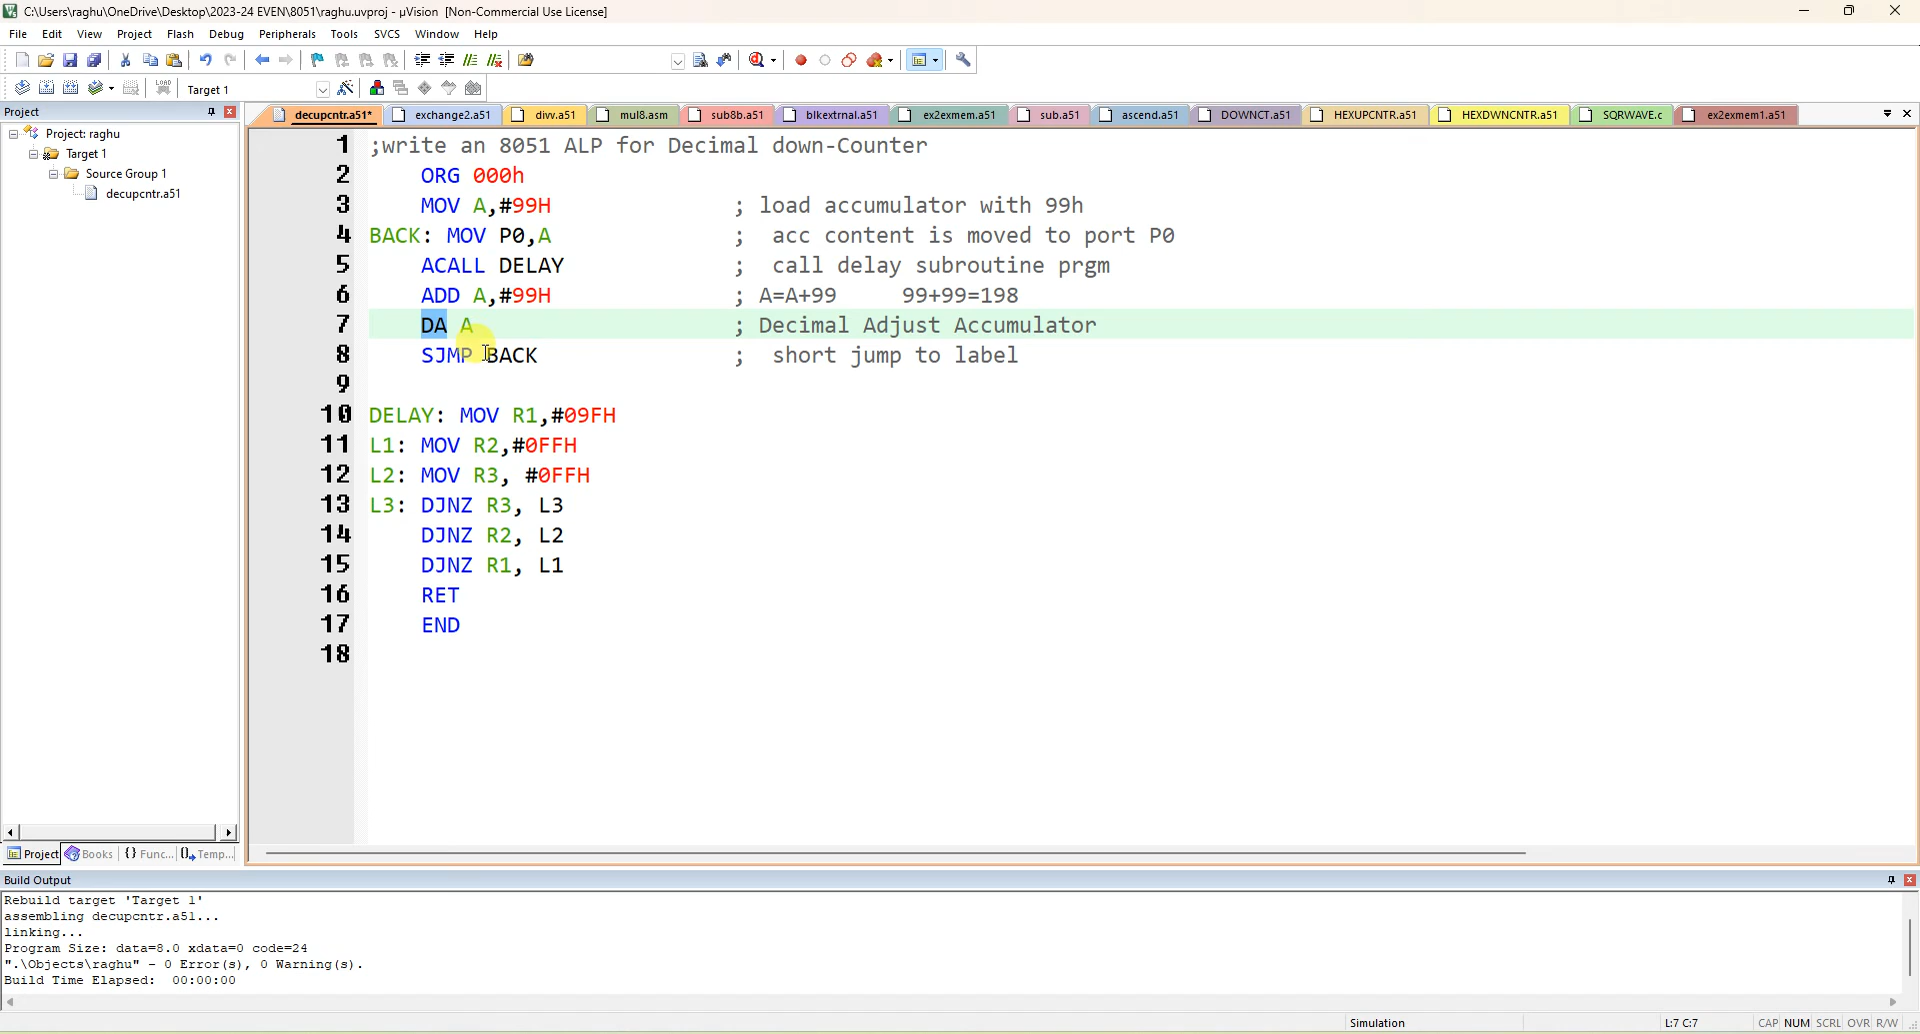 C:\Users\raghu\OneDrive\Desktop\2023-24 EVEN\8051\raghu.uvproj - µVision  [Non-Commercial Use License]
File Edit View Project Flash Debug Peripherals Tools SVCS Window Help
LOAD Target 1
Project
Project: raghu
Target 1
Source Group 1
decupcntr.a51
decupcntr.a51* exchange2.a51 divv.a51 mul8.asm sub8b.a51 blkextrnal.a51 ex2exmem.a51 sub.a51 ascend.a51 DOWNCT.a51 HEXUPCNTR.a51 HEXDWNCNTR.a51 SQRWAVE.c ex2exmem1.a51
1 ;write an 8051 ALP for Decimal down-Counter
2 ORG 000h
3 MOV A,#99H ; load accumulator with 99h
4 BACK: MOV P0,A ; acc content is moved to port P0
5 ACALL DELAY ; call delay subroutine prgm
6 ADD A,#99H ; A=A+99 99+99=198
7 DA A ; Decimal Adjust Accumulator
8 SJMP BACK ; short jump to label
9
10 DELAY: MOV R1,#09FH
11 L1: MOV R2,#0FFH
12 L2: MOV R3, #0FFH
13 L3: DJNZ R3, L3
14 DJNZ R2, L2
15 DJNZ R1, L1
16 RET
17 END
18
Project Books {} Func... Temp...
Build Output
Rebuild target 'Target 1'
assembling decupcntr.a51...
linking...
Program Size: data=8.0 xdata=0 code=24
".\Objects\raghu" - 0 Error(s), 0 Warning(s).
Build Time Elapsed:  00:00:00
Simulation L:7 C:7 CAP NUM SCRL OVR R/W